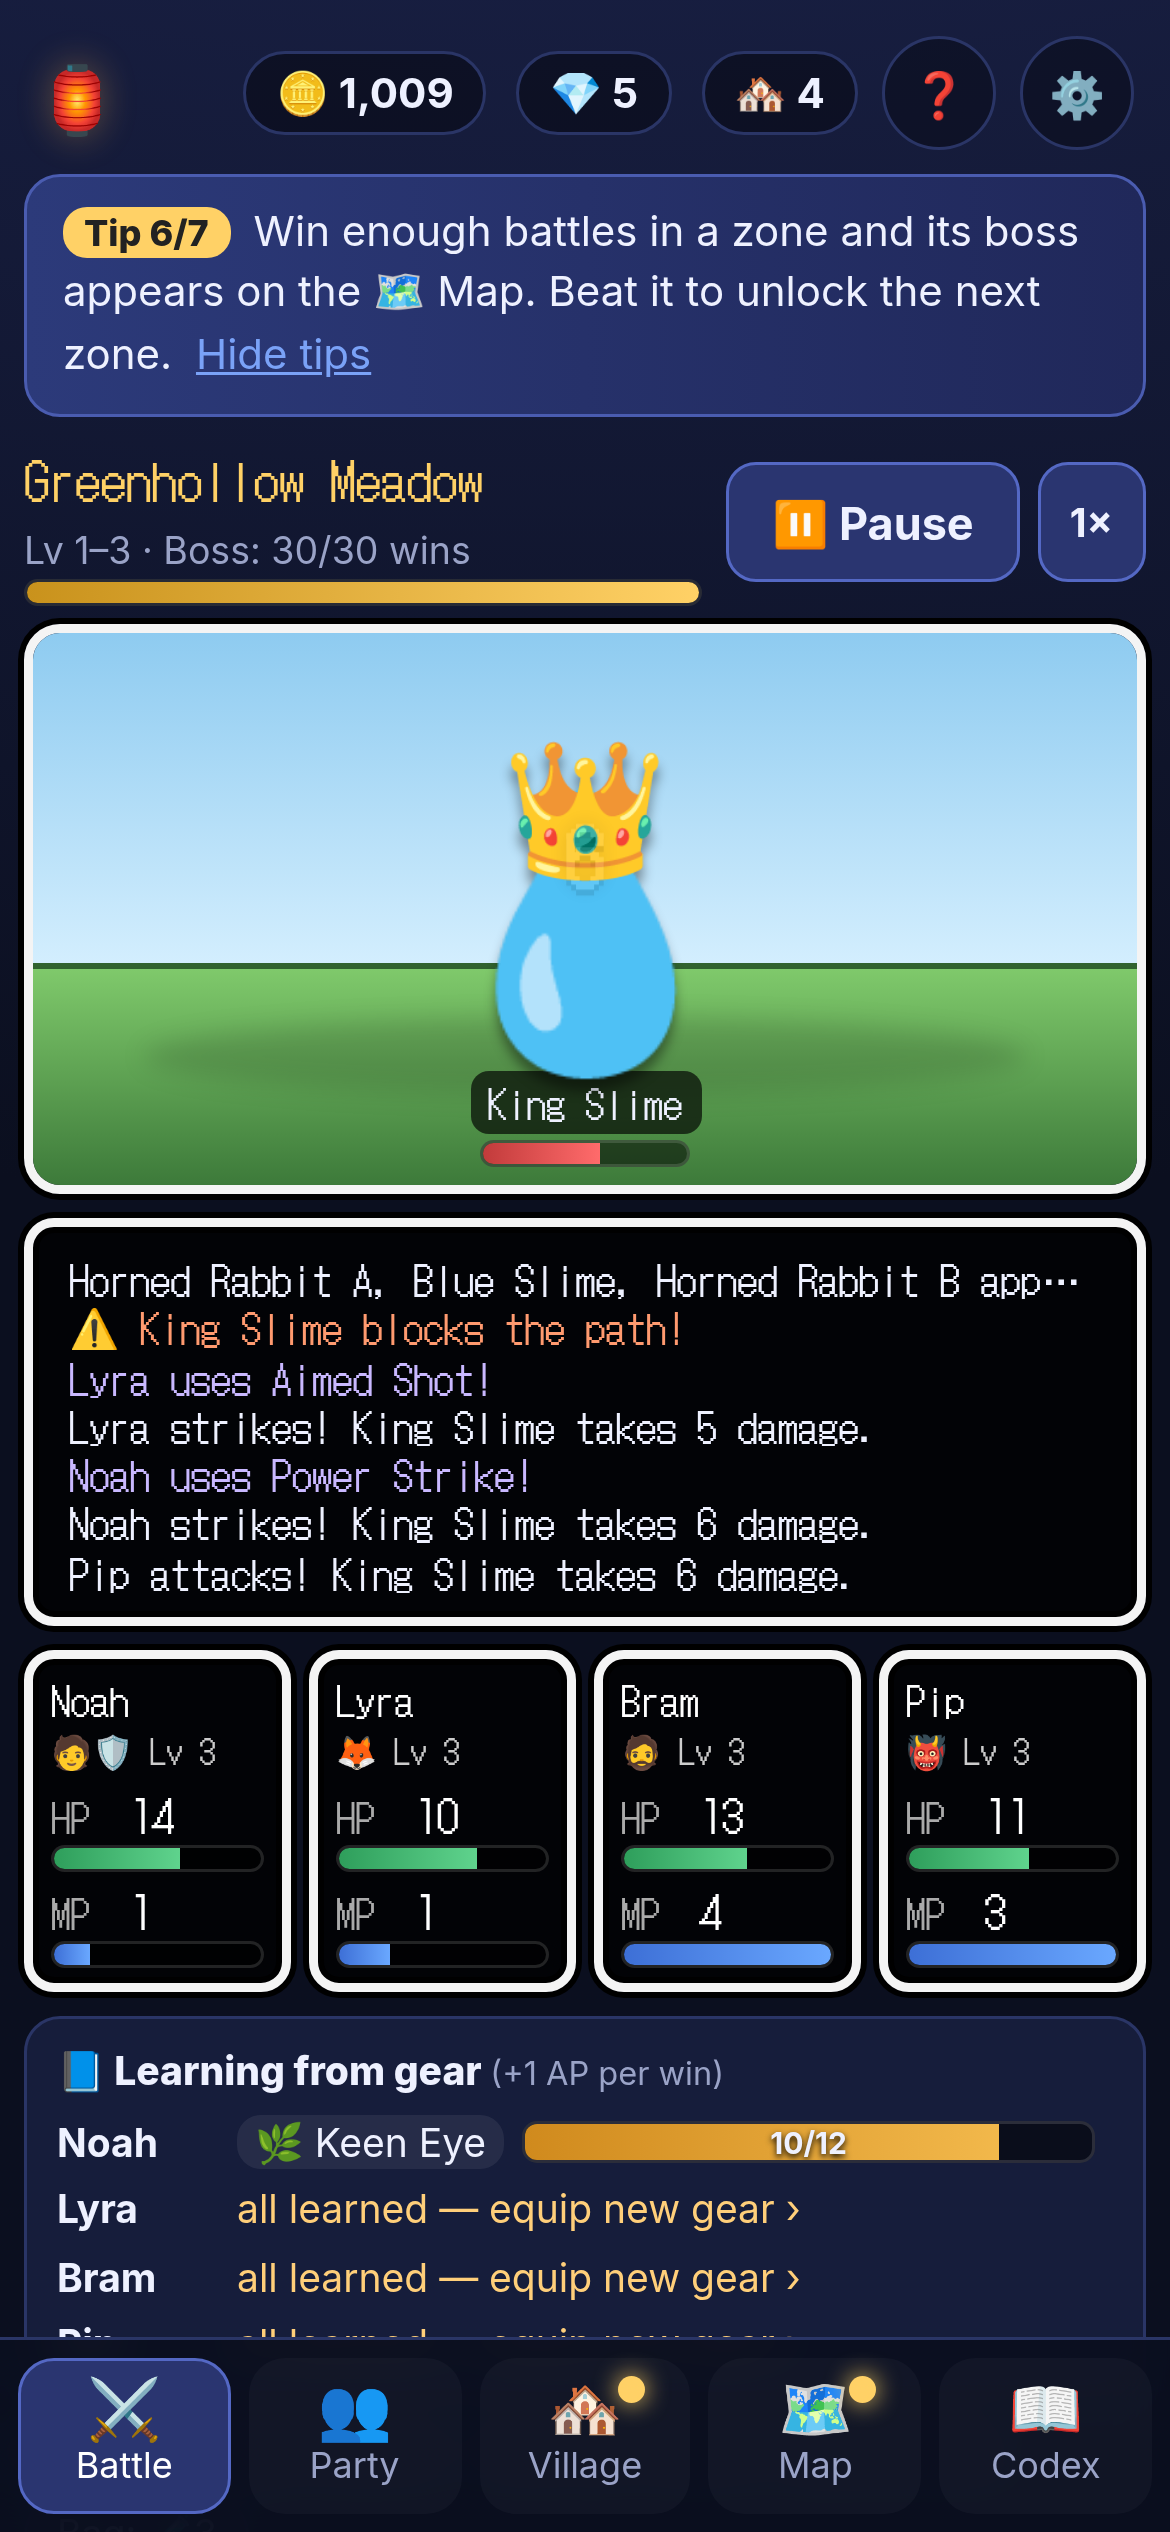 1,009
5
4
Tip 6/7 Win enough battles in a zone and its boss
appears on the Map. Beat it to unlock the next
zone. Hide tips
Greenhollow Meadow
Lv 1–3 · Boss: 30/30 wins
Pause
1×
King Slime
Horned Rabbit A, Blue Slime, Horned Rabbit B app…
King Slime blocks the path!
Lyra uses Aimed Shot!
Lyra strikes! King Slime takes 5 damage.
Noah uses Power Strike!
Noah strikes! King Slime takes 6 damage.
Pip attacks! King Slime takes 6 damage.
Noah
Lv 3
HP 14
MP 1
Lyra
Lv 3
HP 10
MP 1
Bram
Lv 3
HP 13
MP 4
Pip
Lv 3
HP 11
MP 3
Learning from gear (+1 AP per win)
Noah Keen Eye 10/12
Lyra all learned — equip new gear ›
Bram all learned — equip new gear ›
Pip all learned — equip new gear ›
Battle
Party
Village
Map
Codex